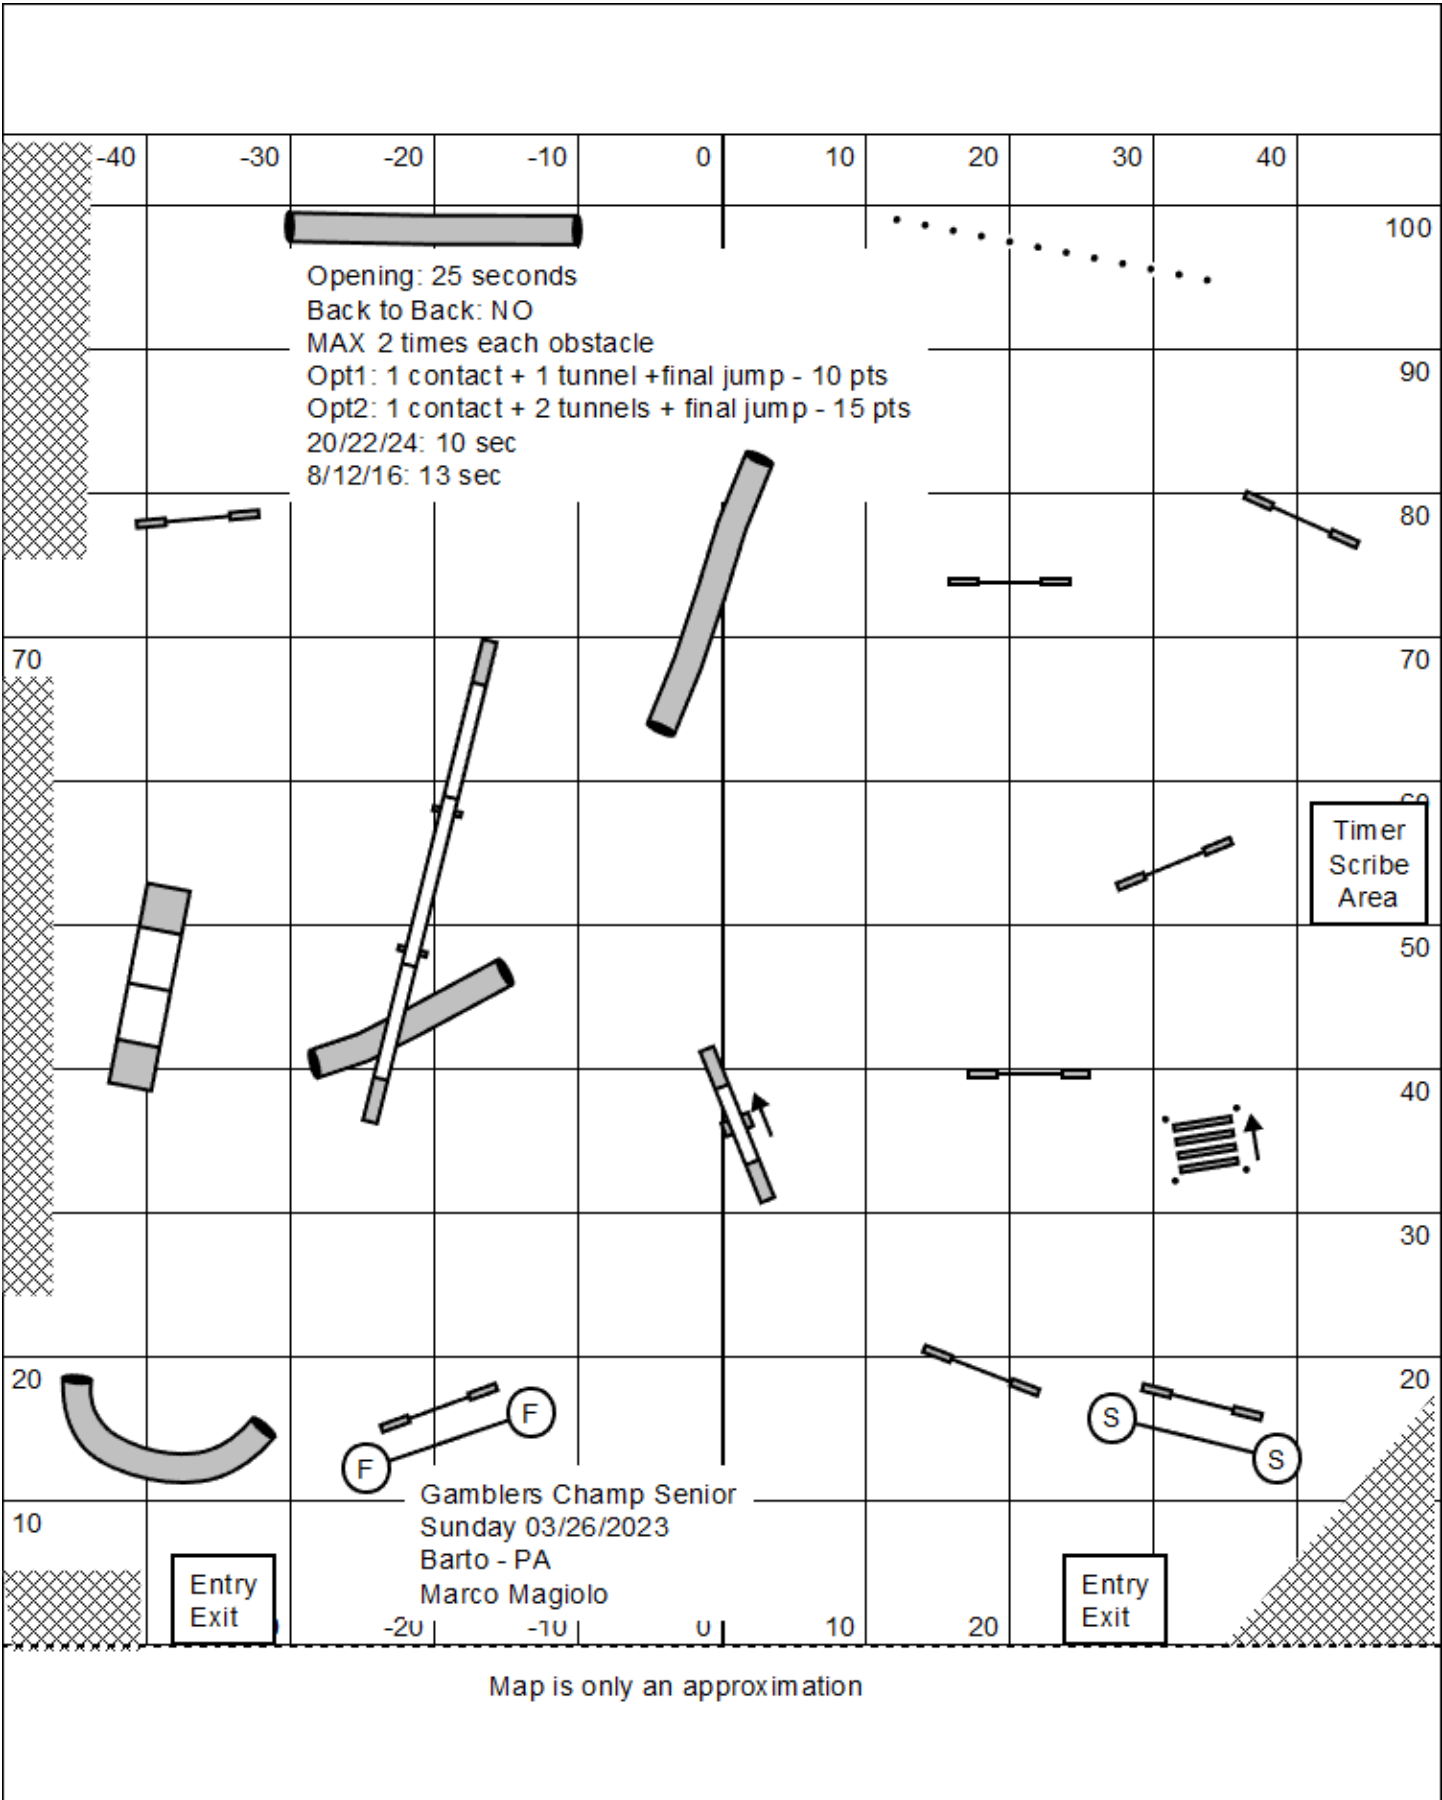 -40 -30 -20 -10 0 10 20 30 40
100
Opening: 25 seconds
Back to Back: NO
MAX 2 times each obstacle
90
Opt1: 1 contact + 1 tunnel +final jump - 10 pts
Opt2: 1 contact + 2 tunnels + final jump - 15 pts
20/22/24: 10 sec
8/12/16: 13 sec
80
70 70
Timer
Scribe
Area
50
40
30
20 20
F F
S S
Gamblers Champ Senior
10
Sunday 03/26/2023
Barto - PA
Marco Magiolo
Entry
Exit
Entry
Exit
-20 -10 0 10 20
Map is only an approximation